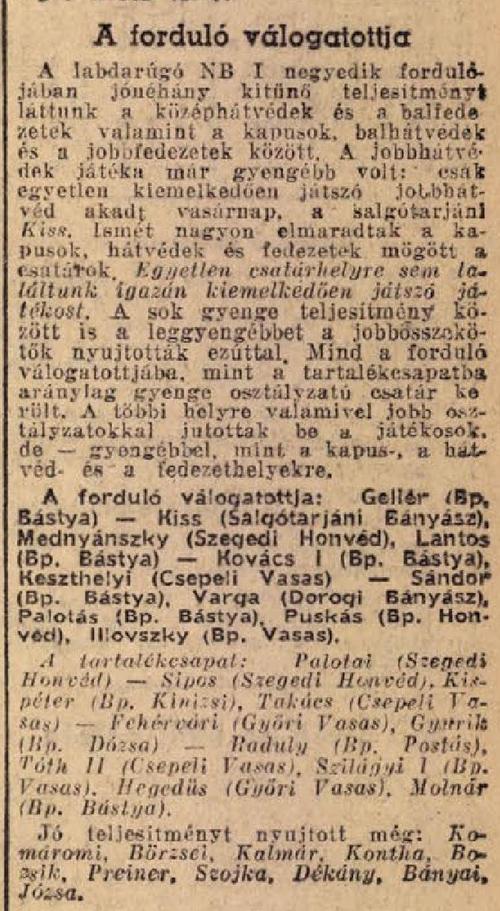 A forduló válogatottja
A labdarúgó NB I negyedik forduló-
jában jónéhány kitünő teljesítményt
láttunk a középhátvédek és a balfede
zetek valamint a kapusok, balhátvédek
és a jobbfedezetek között. A jobbhátvé-
dek játéka már gyengébb volt: csak
egyetlen kiemelkedően játszó jobbhát-
véd akadt vasárnap, a salgótarjáni
Kiss. Ismét nagyon elmaradtak a ka-
pusok, hátvédek és fedezetek mögött a
csatárok. Egyetlen csatárhelyre sem ta-
láltunk igazán kiemelkedően játszó já-
tékost. A sok gyenge teljesítmény kö-
zött is a leggyengébbet a jobbösszekö-
tők nyujtották ezúttal. Mind a forduló
válogatottjába, mint a tartalékcsapatba
aránylag gyenge osztályzatú csatár ke
rült. A többi helyre valamivel jobb osz-
tályzatokkal jutottak be a játékosok,
de — gyengébbel, mint a kapus-, a hát-
véd- és a fedezethelyekre.
A forduló válogatottja: Gellér (Bp.
Bástya) — Kiss (Salgótarjáni Bányász),
Mednyánszky (Szegedi Honvéd), Lantos
(Bp. Bástya) — Kovács I (Bp. Bástya),
Keszthelyi (Csepeli Vasas) — Sándor
(Bp. Bástya), Varga (Dorogi Bányász),
Palotás (Bp. Bástya), Puskás (Bp. Hon-
véd), Illovszky (Bp. Vasas).
A tartalékcsapat: Palotai (Szegedi
Honvéd) — Sipos (Szegedi Honvéd), Kis-
péter (Bp. Kinizsi), Takács (Csepeli Va-
sas) — Fehérvári (Győri Vasas), Gyurik
(Bp. Dózsa) — Raduly (Bp. Postás),
Tóth II (Csepeli Vasas), Szilágyi I (Bp.
Vasas), Hegedüs (Győri Vasas), Molnár
(Bp. Bástya).
Jó teljesítményt nyujtott még: Ko-
máromi, Börzsei, Kalmár, Kontha, Bo-
zsik, Preiner, Szojka, Dékány, Bányai,
Józsa.